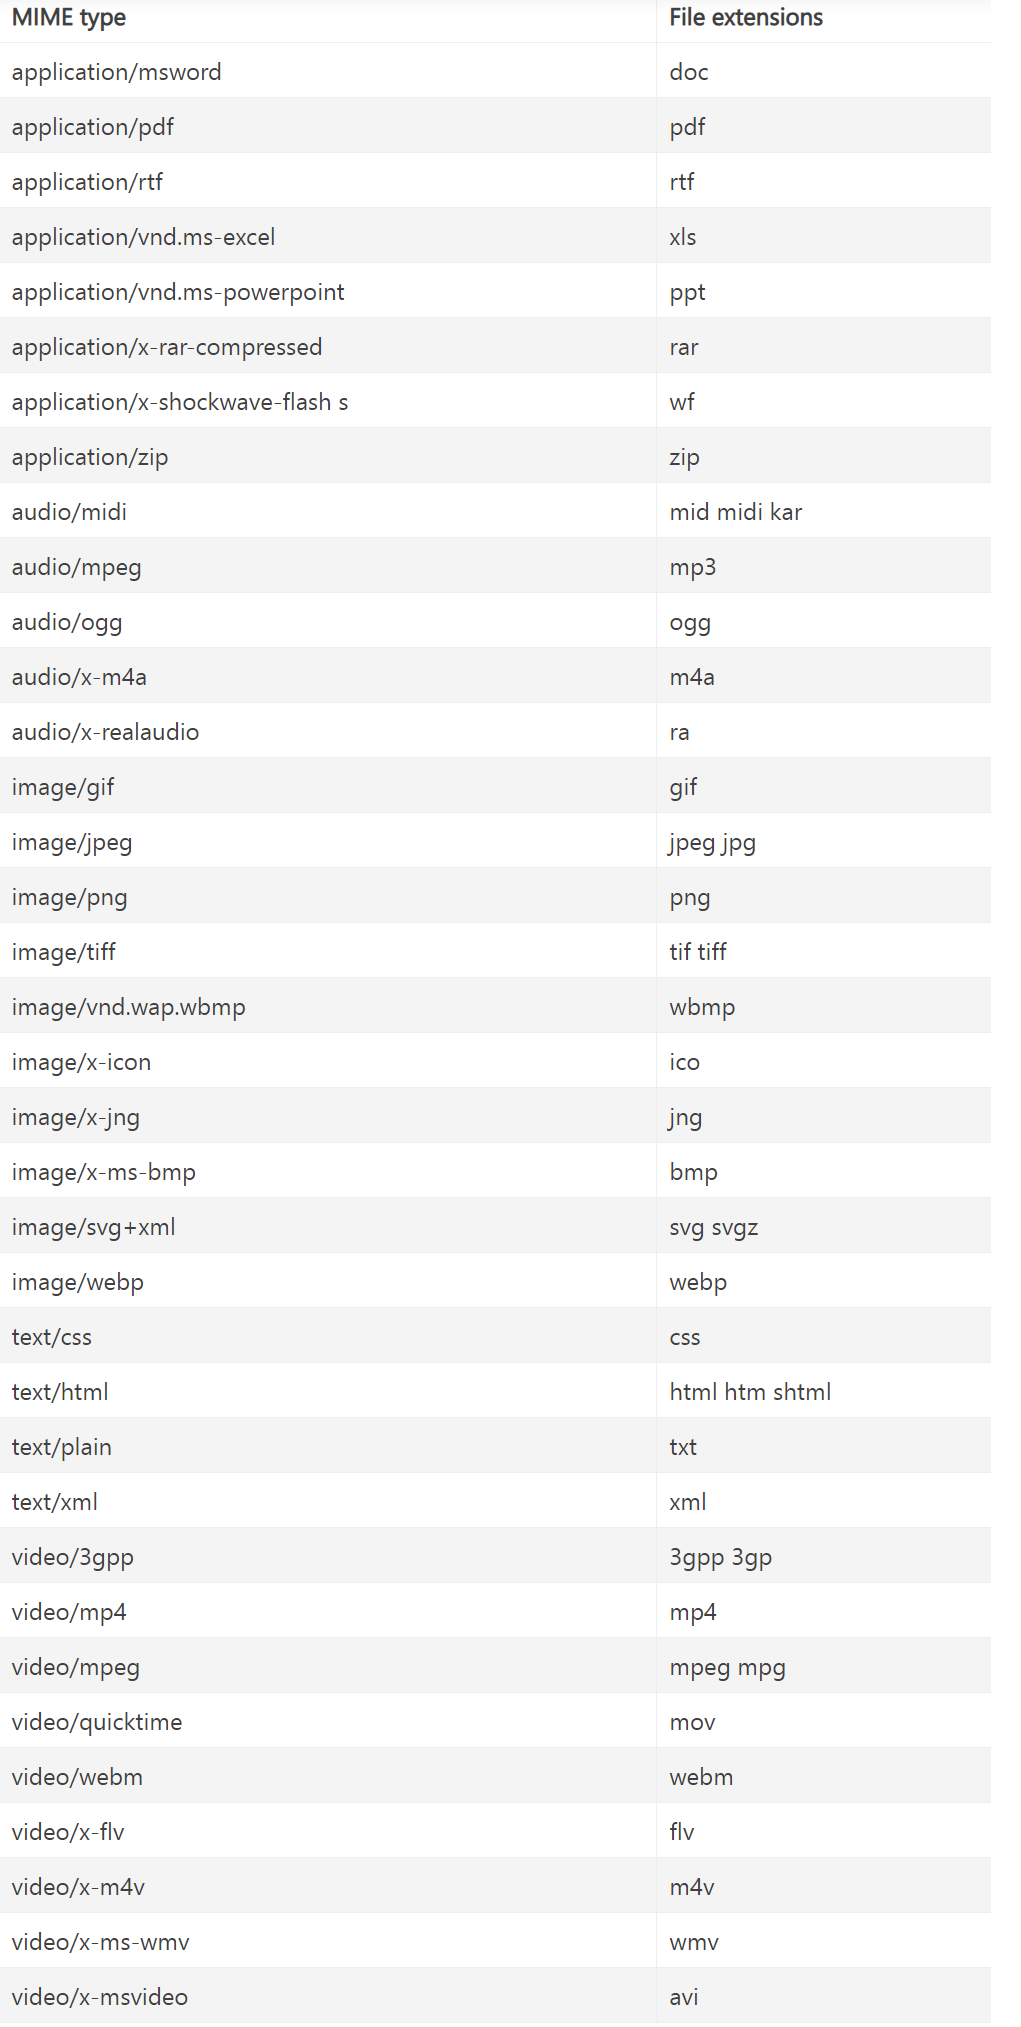 MIME type File extensions
application/msword doc
application/pdf pdf
application/rtf rtf
application/vnd.ms-excel xls
application/vnd.ms-powerpoint ppt
application/x-rar-compressed rar
application/x-shockwave-flash s wf
application/zip zip
audio/midi mid midi kar
audio/mpeg mp3
audio/ogg ogg
audio/x-m4a m4a
audio/x-realaudio ra
image/gif gif
image/jpeg jpeg jpg
image/png png
image/tiff tif tiff
image/vnd.wap.wbmp wbmp
image/x-icon ico
image/x-jng jng
image/x-ms-bmp bmp
image/svg+xml svg svgz
image/webp webp
text/css css
text/html html htm shtml
text/plain txt
text/xml xml
video/3gpp 3gpp 3gp
video/mp4 mp4
video/mpeg mpeg mpg
video/quicktime mov
video/webm webm
video/x-flv flv
video/x-m4v m4v
video/x-ms-wmv wmv
video/x-msvideo avi